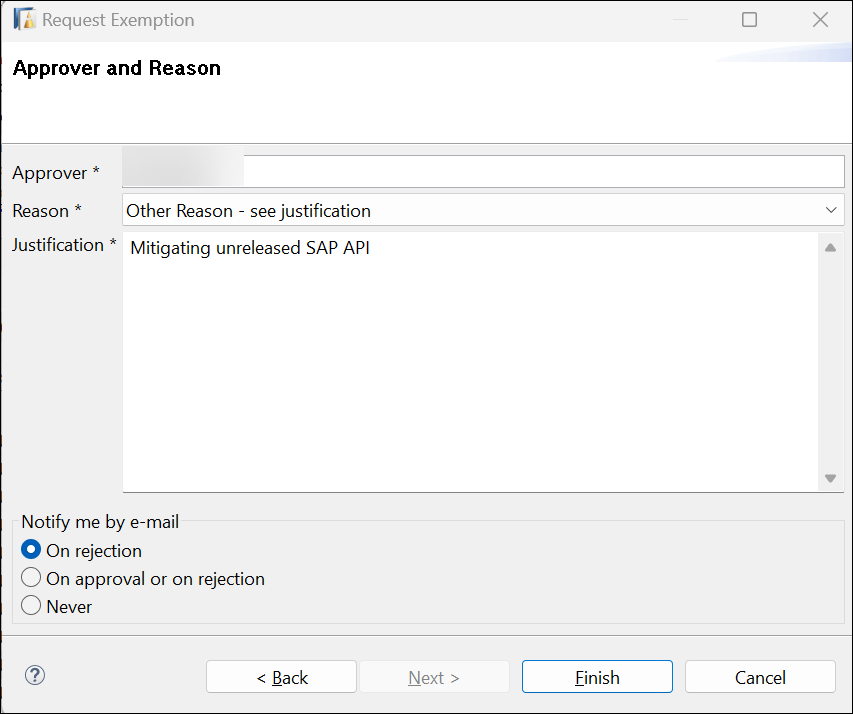 Request Exemption
Approver and Reason
Approver *
Reason *
Other Reason - see justification
Justification *
Mitigating unreleased SAP API
Notify me by e-mail
On rejection
On approval or on rejection
Never
?
< Back
Next >
Finish
Cancel